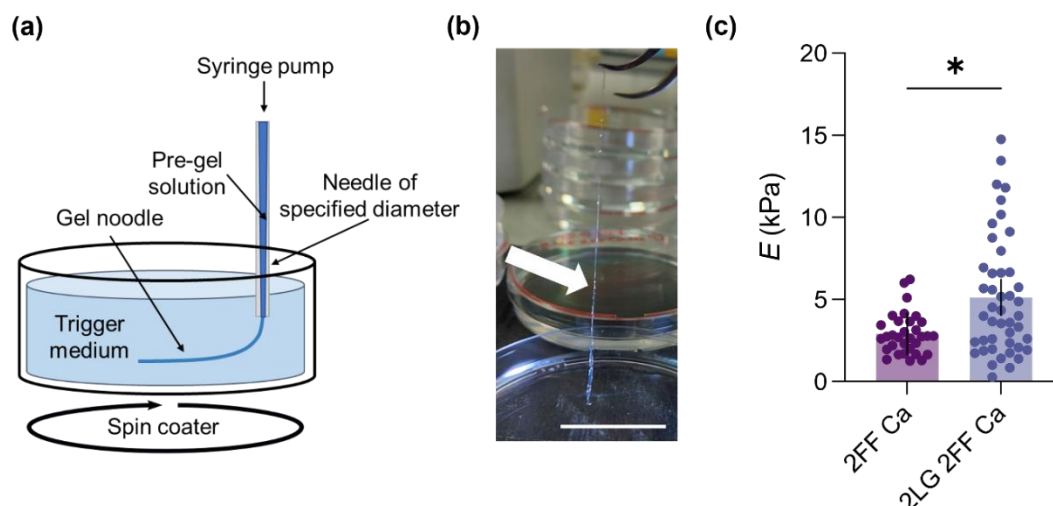 (a)
Syringe pump
Pre-gel
solution
Needle of
specified diameter
Gel noodle
Trigger
medium
Spin coater
(b)
(c)
20
15
10
5
0
E (kPa)
*
2FF Ca
2LG 2FF Ca